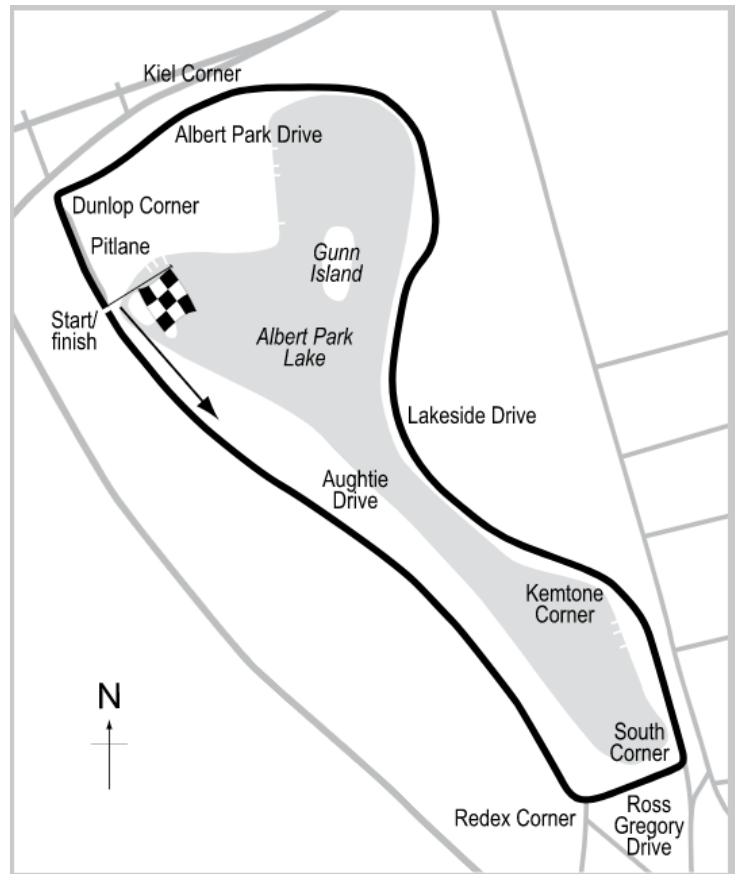 Kiel Corner
Albert Park Drive
Dunlop Corner
Pitlane
Gunn
Island
Start/
finish
Albert Park
Lake
Lakeside Drive
Aughtie
Drive
Kemtone
Corner
N
South
Corner
Redex Corner
Ross
Gregory
Drive